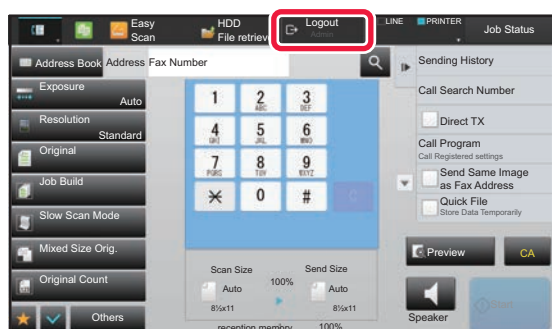 Easy
Scan
HDD
File retrieve
Logout
Admin
LINE
PRINTER
Job Status
Address Book
Address
Fax Number
Exposure
Auto
Resolution
Standard
Original
Job Build
Slow Scan Mode
Mixed Size Orig.
Original Count
Others
1
2
ABC
3
DEF
4
GHI
5
JKL
6
MNO
7
PQRS
8
TUV
9
WXYZ
0
#
C
Scan Size
Send Size
Auto
100%
Auto
8½x11
8½x11
reception memory
100%
Sending History
Call Search Number
Direct TX
Call Program
Call Registered settings
Send Same Image
as Fax Address
Quick File
Store Data Temporarily
Preview
CA
Speaker
Start